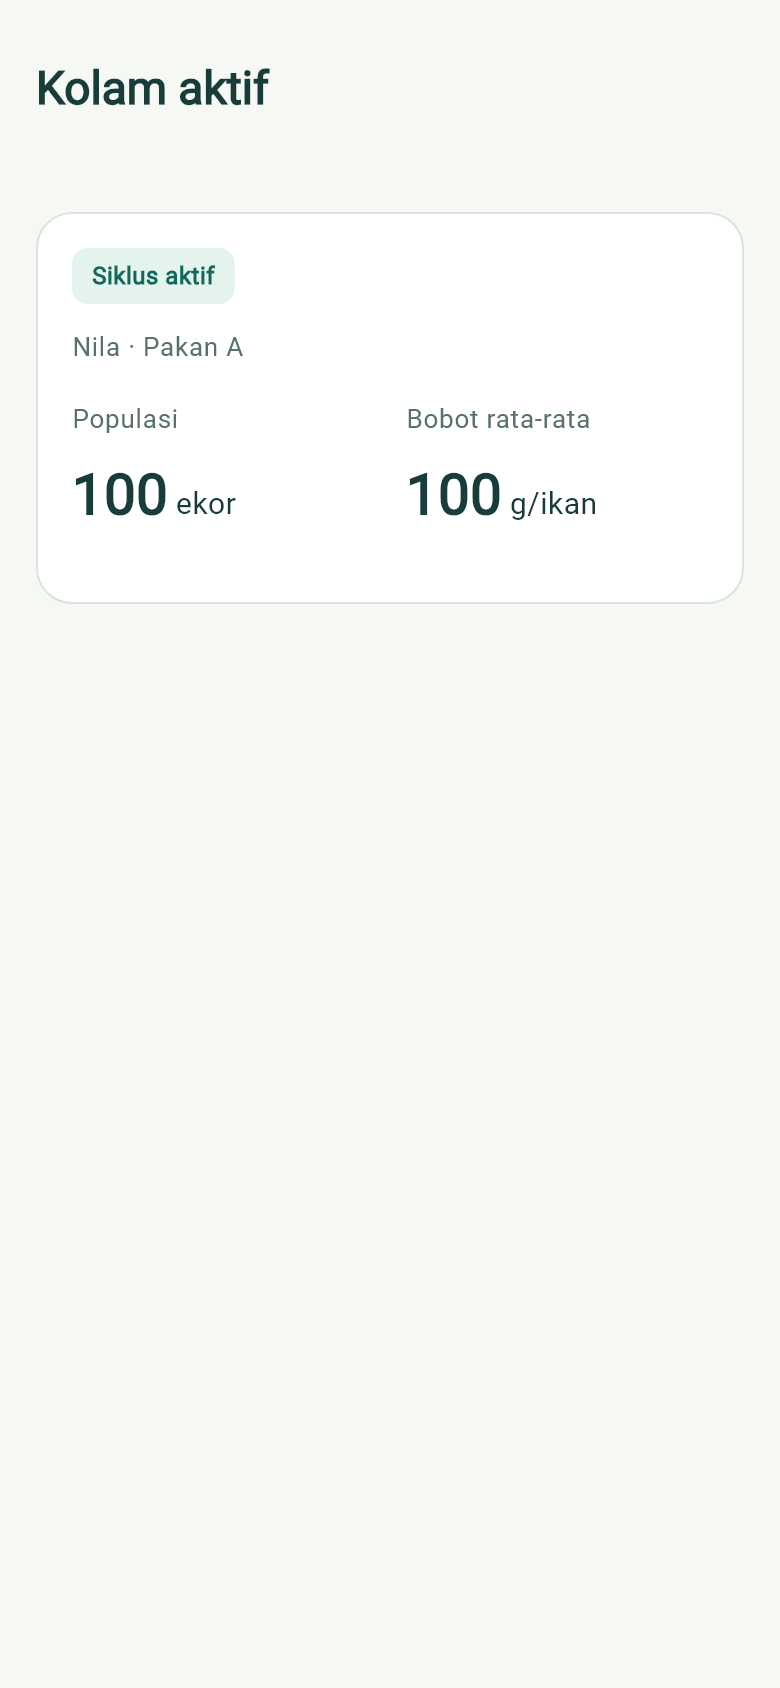 Kolam aktif
Siklus aktif
Nila · Pakan A
Populasi
Bobot rata-rata
100 ekor
100 g/ikan